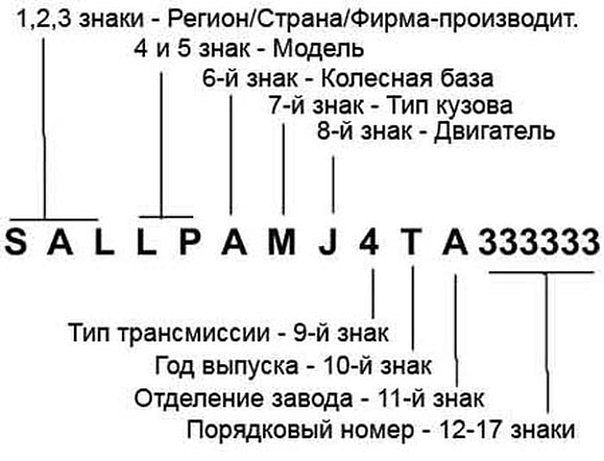 1,2,3 знаки - Регион/Страна/Фирма-производит.
4 и 5 знак - Модель
6-й знак - Колесная база
7-й знак - Тип кузова
8-й знак - Двигатель
S A L L P A M J 4 T A 333333
Тип трансмиссии - 9-й знак
Год выпуска - 10-й знак
Отделение завода - 11-й знак
Порядковый номер - 12-17 знаки